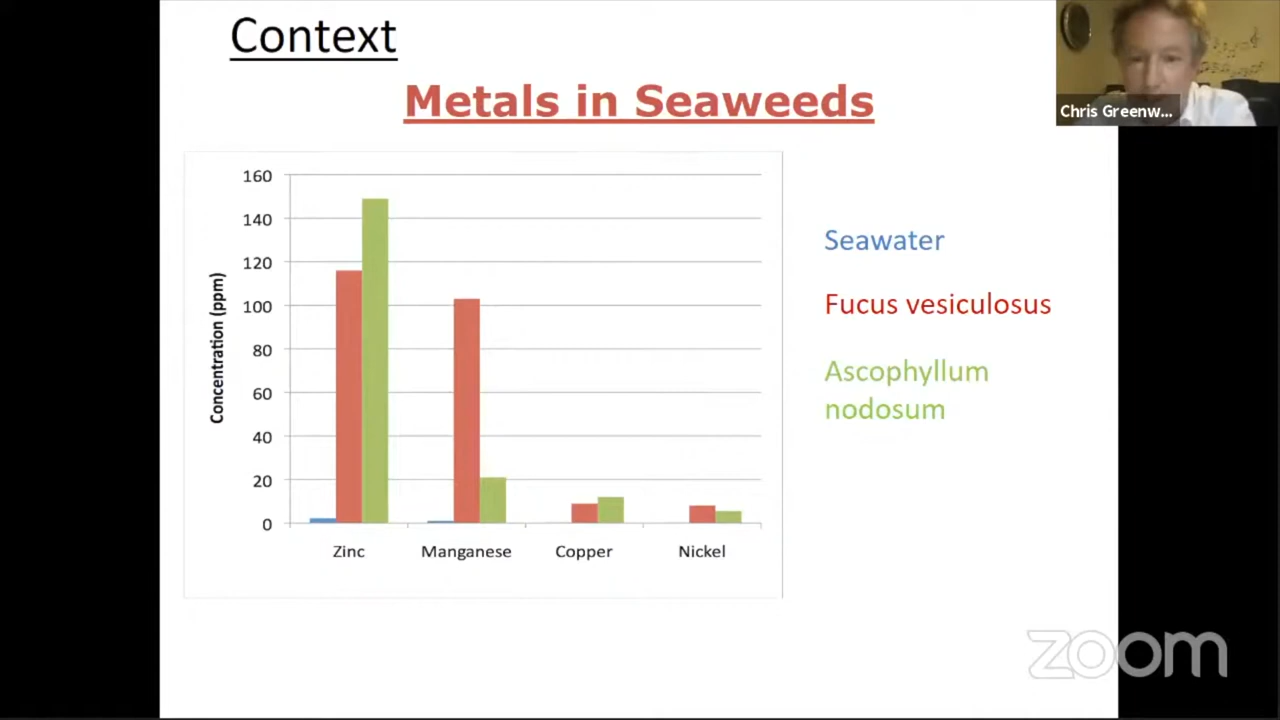 Context
Metals in Seaweeds
Chris Greenw...
160
140
120
100
80
60
40
20
0
Concentration (ppm)
Zinc
Manganese
Copper
Nickel
Seawater
Fucus vesiculosus
Ascophyllum
nodosum
zoom